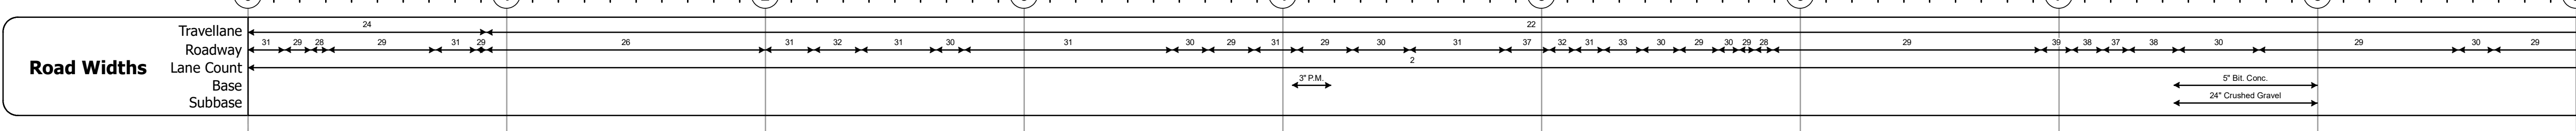 Road Widths
Travellane 24 22
Roadway 31 29 28 29 31 29 26 31 32 31 30 31 30 29 31 29 30 31 37 32 31 33 30 29 30 29 28 29 39 38 37 38 30 29 30 29
Lane Count 2
Base 3" P.M. 5" Bit. Conc.
Subbase 24" Crushed Gravel